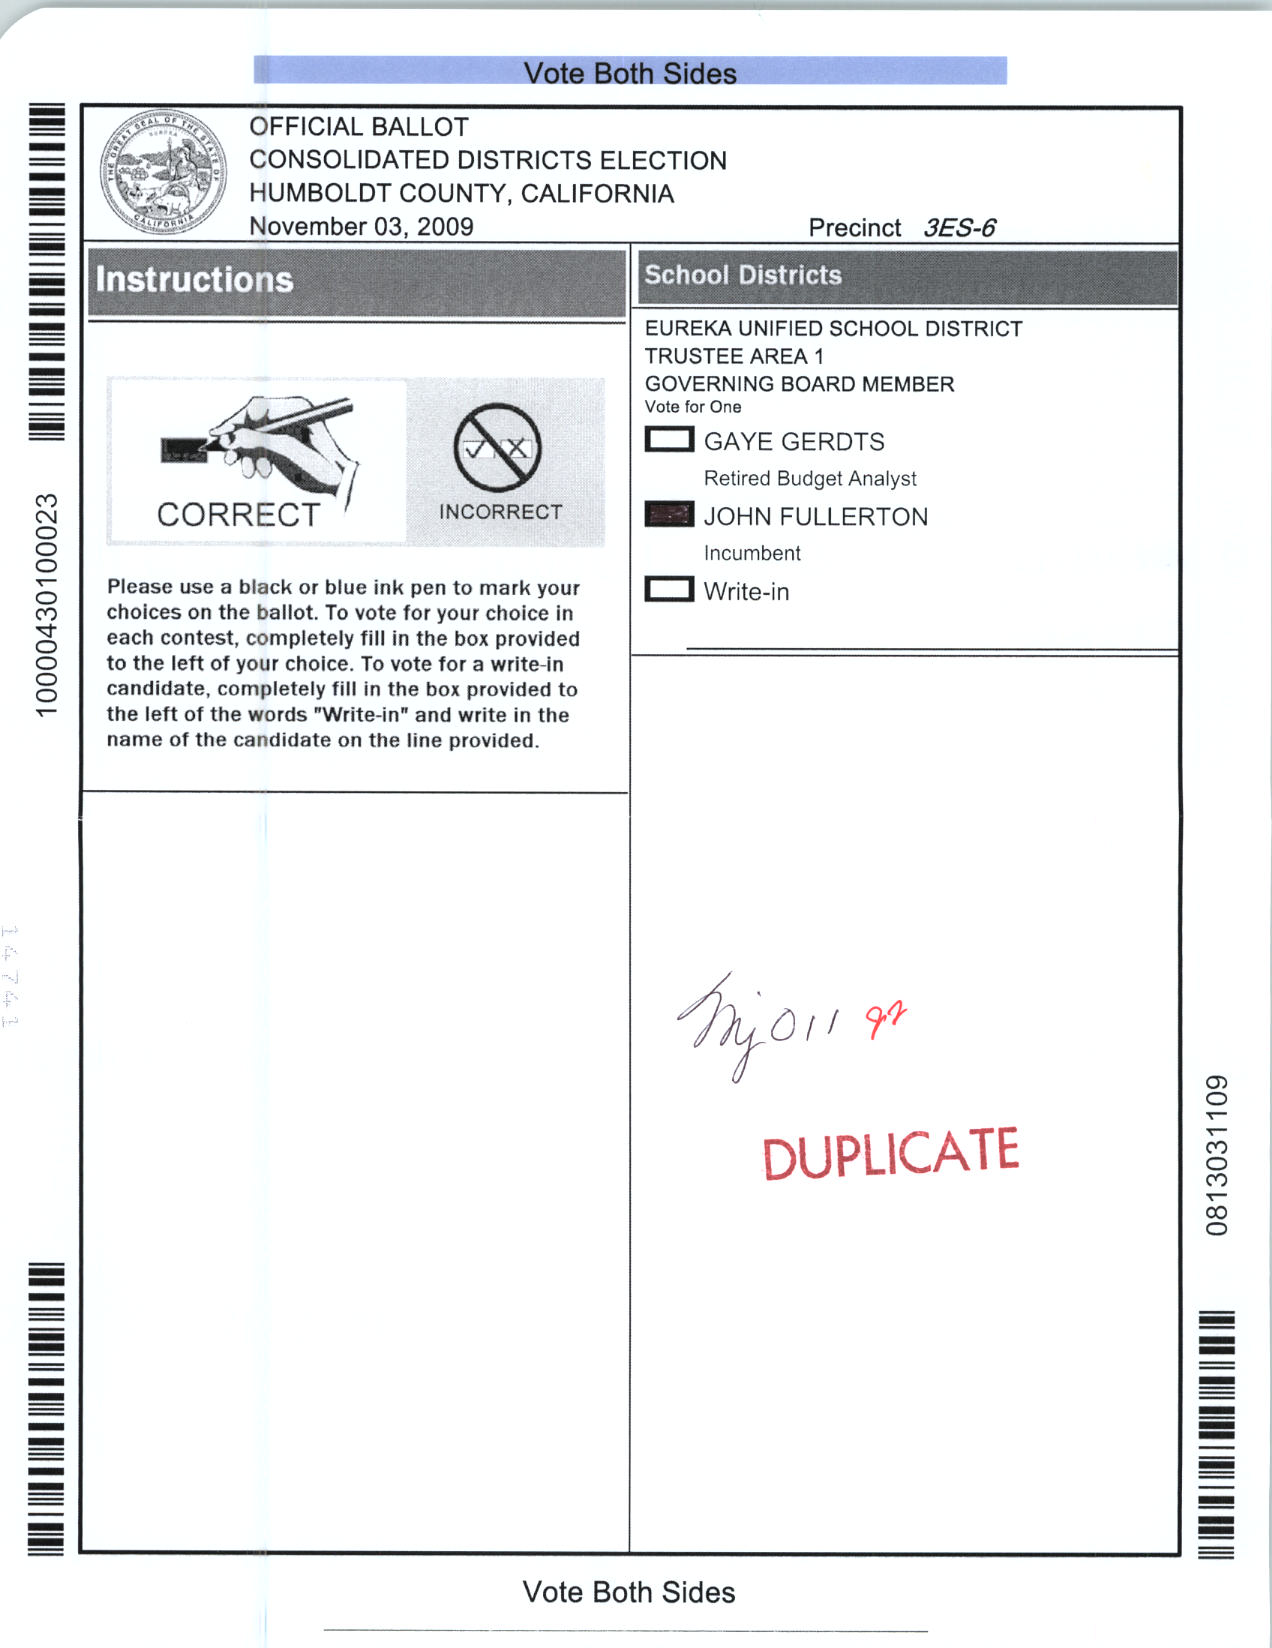 Vote Both Sides
OFFICIAL BALLOT
CONSOLIDATED DISTRICTS ELECTION
HUMBOLDT COUNTY, CALIFORNIA
November 03, 2009
Precinct 3ES-6
THE GREAT SEAL OF THE STATE OF CALIFORNIA
EUREKA
Instructions
CORRECT
INCORRECT
Please use a black or blue ink pen to mark your
choices on the ballot. To vote for your choice in
each contest, completely fill in the box provided
to the left of your choice. To vote for a write-in
candidate, completely fill in the box provided to
the left of the words "Write-in" and write in the
name of the candidate on the line provided.
School Districts
EUREKA UNIFIED SCHOOL DISTRICT
TRUSTEE AREA 1
GOVERNING BOARD MEMBER
Vote for One
GAYE GERDTS
Retired Budget Analyst
JOHN FULLERTON
Incumbent
Write-in
011
DUPLICATE
10000430100023
0813031109
Vote Both Sides